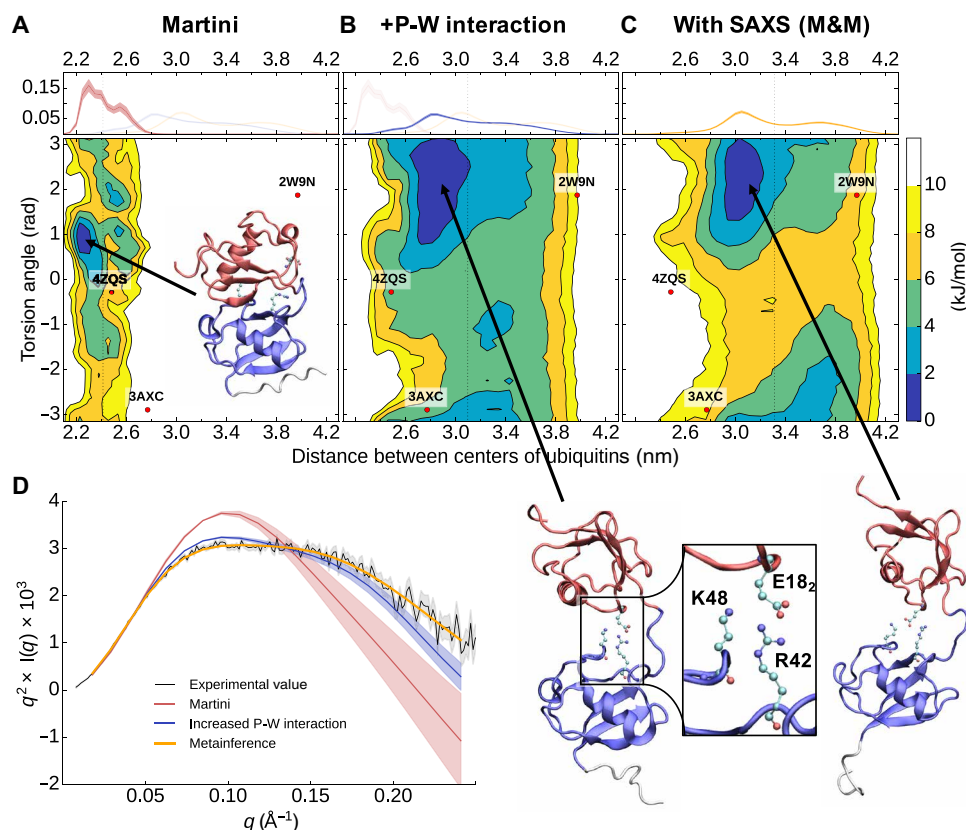 Martini
+P-W interaction
With SAXS (M&M)
A
B
C
2.2 2.6 3.0 3.4 3.8 4.2
2.2 2.6 3.0 3.4 3.8 4.2
2.2 2.6 3.0 3.4 3.8 4.2
0.15
0.05
Torsion angle (rad)
3
2
1
0
−1
−2
−3
2W9N
4ZQS
3AXC
2W9N
4ZQS
3AXC
2W9N
4ZQS
3AXC
10
8
6
4
2
0
(kJ/mol)
2.2 2.6 3.0 3.4 3.8 4.2
2.6 3.0 3.4 3.8 4.2
2.6 3.0 3.4 3.8 4.2
Distance between centers of ubiquitins (nm)
D
q² × I(q) × 10³
4
3
2
1
0
−1
−2
Experimental value
Martini
Increased P-W interaction
Metainference
0.05 0.10 0.15 0.20
q (Å⁻¹)
E18₂
K48
R42